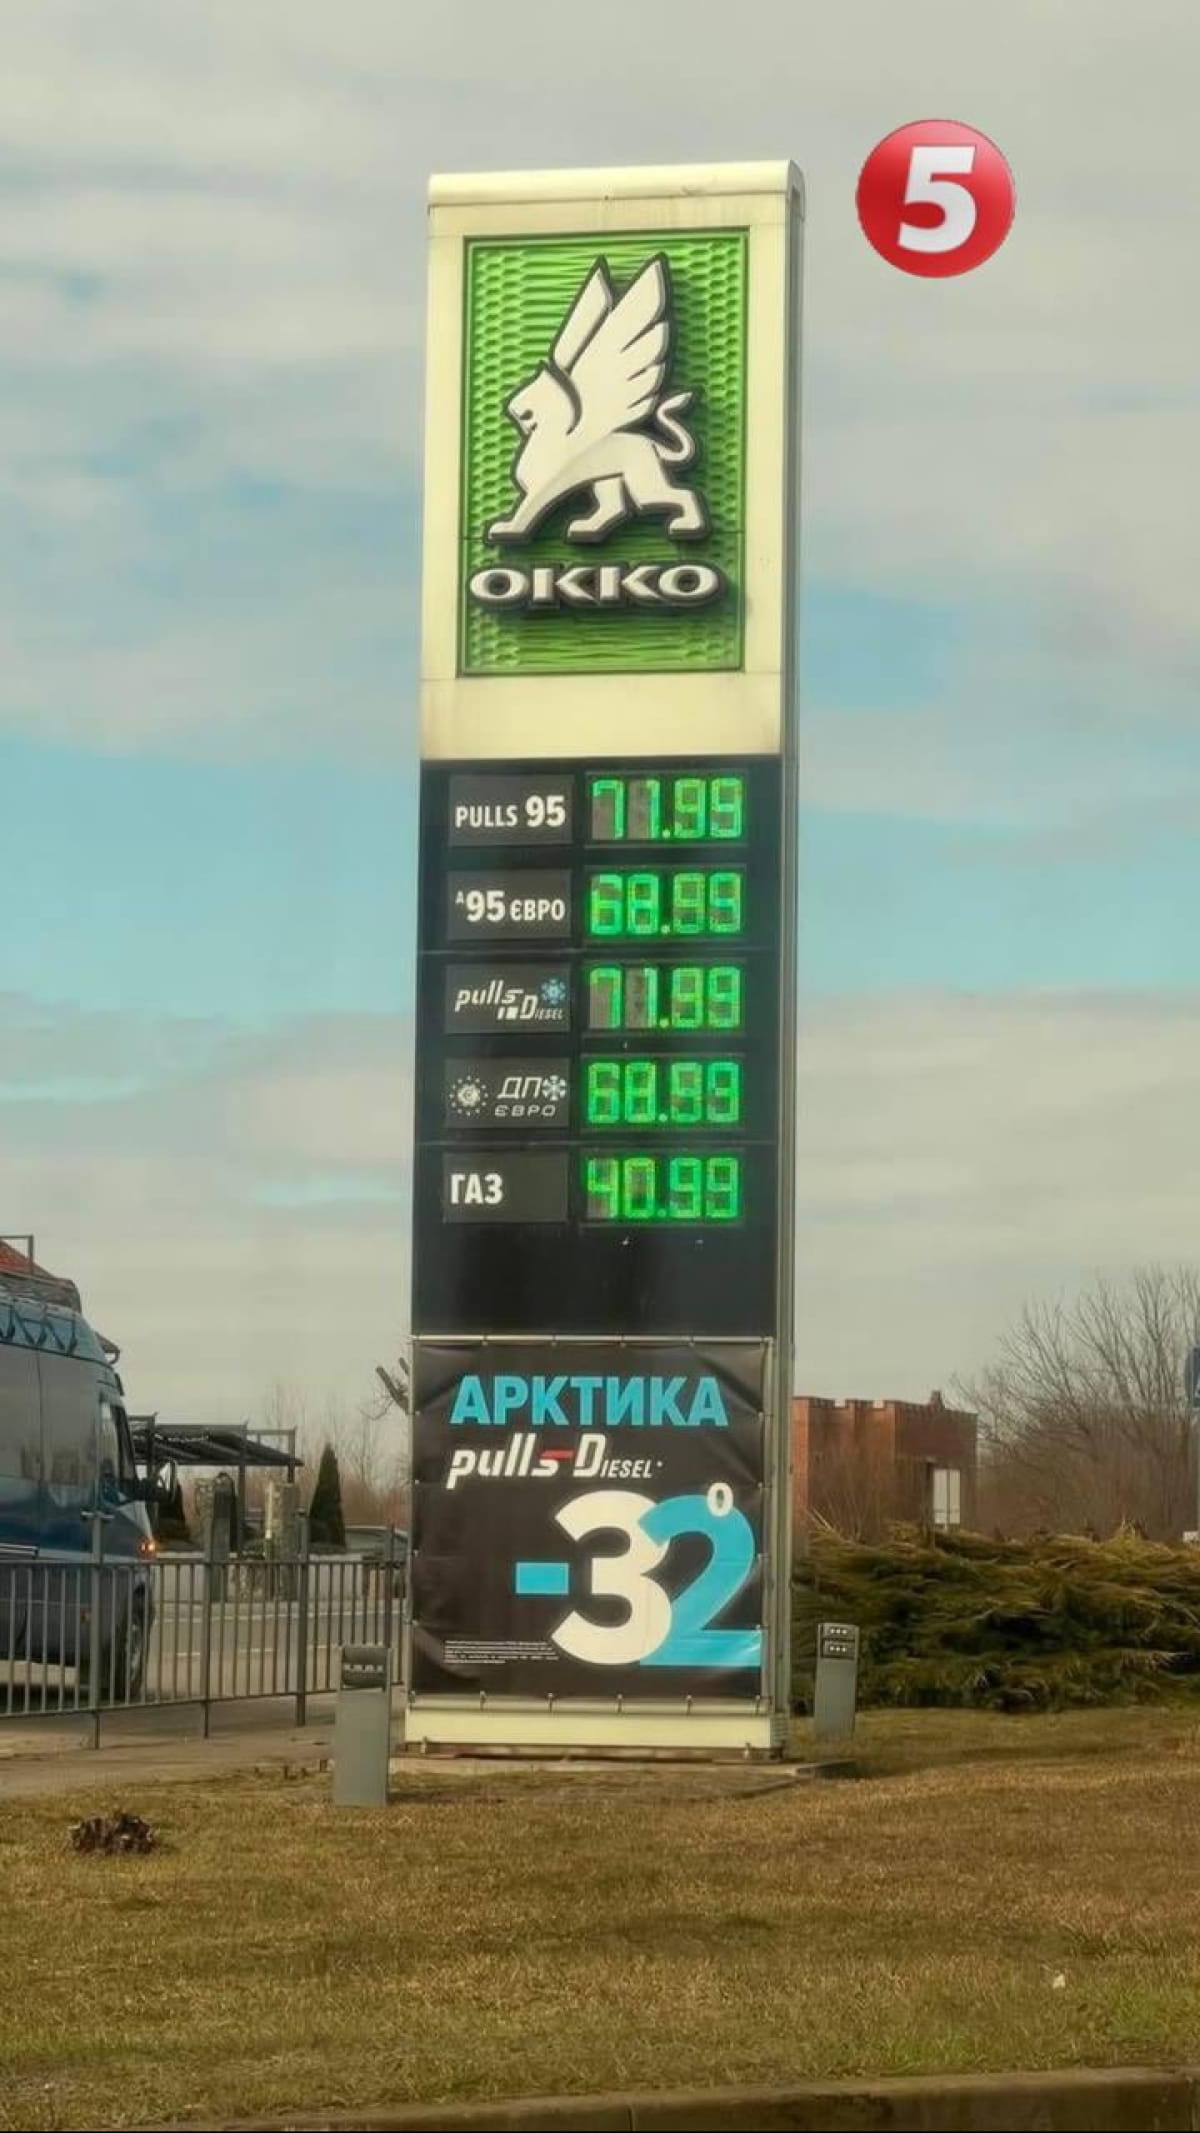 5
OKKO
PULLS 95 71.99
A95 ЄВРО 68.99
pulls Diesel 71.99
ДП ЄВРО 68.99
ГАЗ 40.99
АРКТИКА
pulls Diesel*
-32°